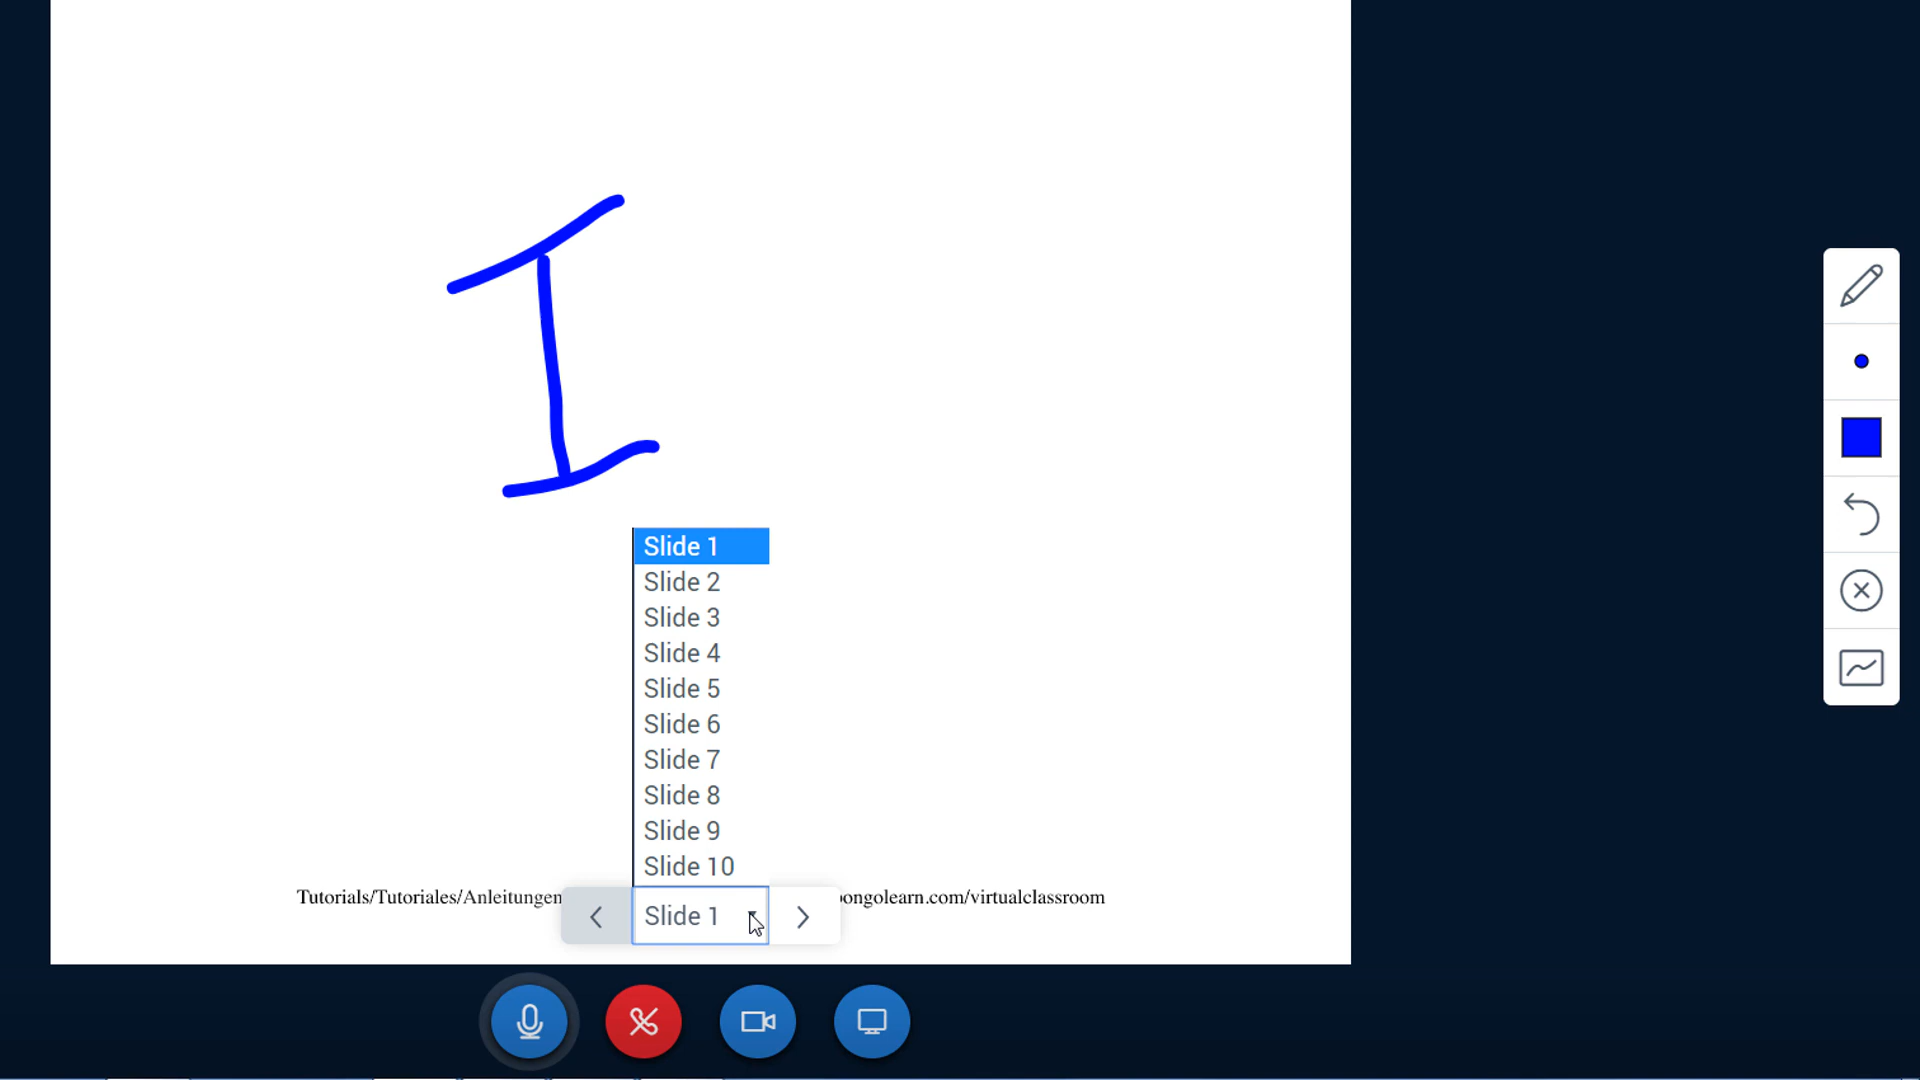 I
Slide 1
Slide 2
Slide 3
Slide 4
Slide 5
Slide 6
Slide 7
Slide 8
Slide 9
Slide 10
Tutorials/Tutoriales/Anleitungen ongolearn.com/virtualclassroom
Slide 1